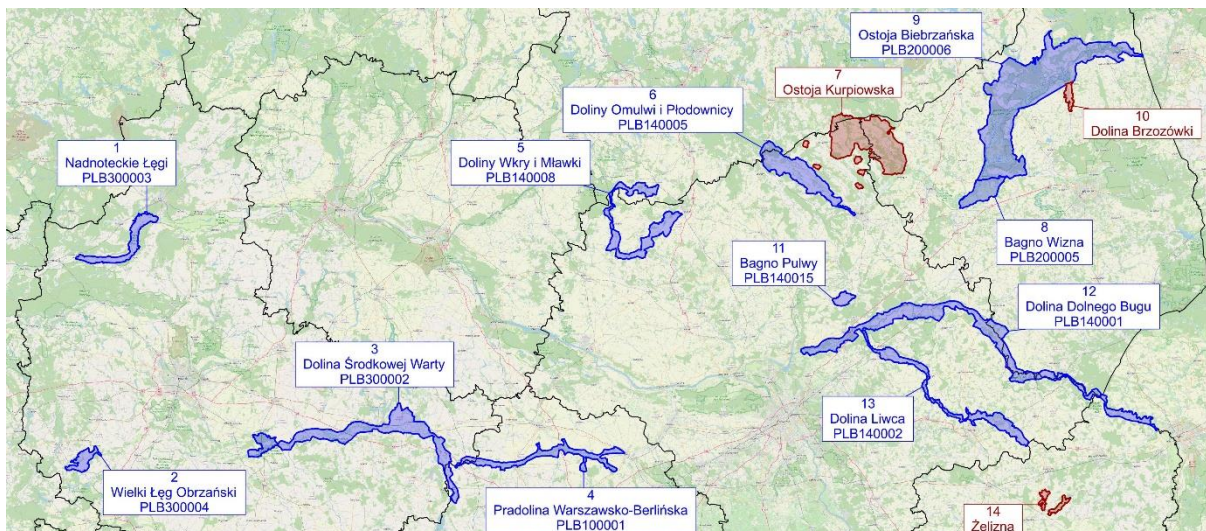 1
Nadnoteckie Łęgi
PLB300003
2
Wielki Łęg Obrzański
PLB300004
3
Dolina Środkowej Warty
PLB300002
4
Pradolina Warszawsko-Berlińska
PLB100001
5
Doliny Wkry i Mławki
PLB140008
6
Doliny Omulwi i Płodownicy
PLB140005
7
Ostoja Kurpiowska
8
Bagno Wizna
PLB200005
9
Ostoja Biebrzańska
PLB200006
10
Dolina Brzozówki
11
Bagno Pulwy
PLB140015
12
Dolina Dolnego Bugu
PLB140001
13
Dolina Liwca
PLB140002
14
Żelizna